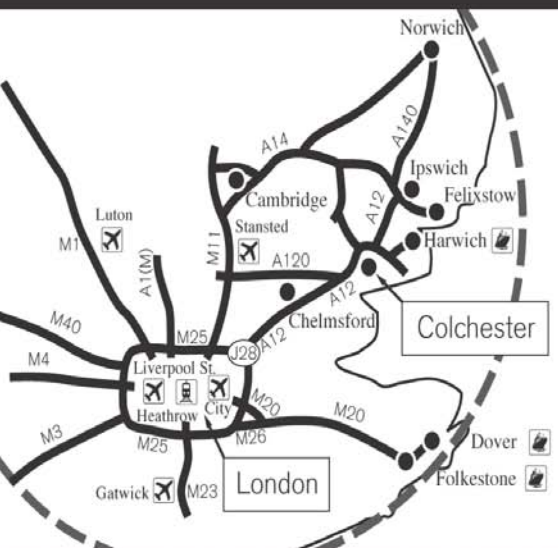 Norwich
A14
A140
Ipswich
Cambridge
Felixstow
Luton
Stansted
A12
M1
M11
Harwich
A1(M)
A120
A12
Chelmsford
Colchester
M40
M25
J28
A12
M4
Liverpool St.
Heathrow
City
M20
M20
M3
M25
M26
Dover
Gatwick
M23
London
Folkestone